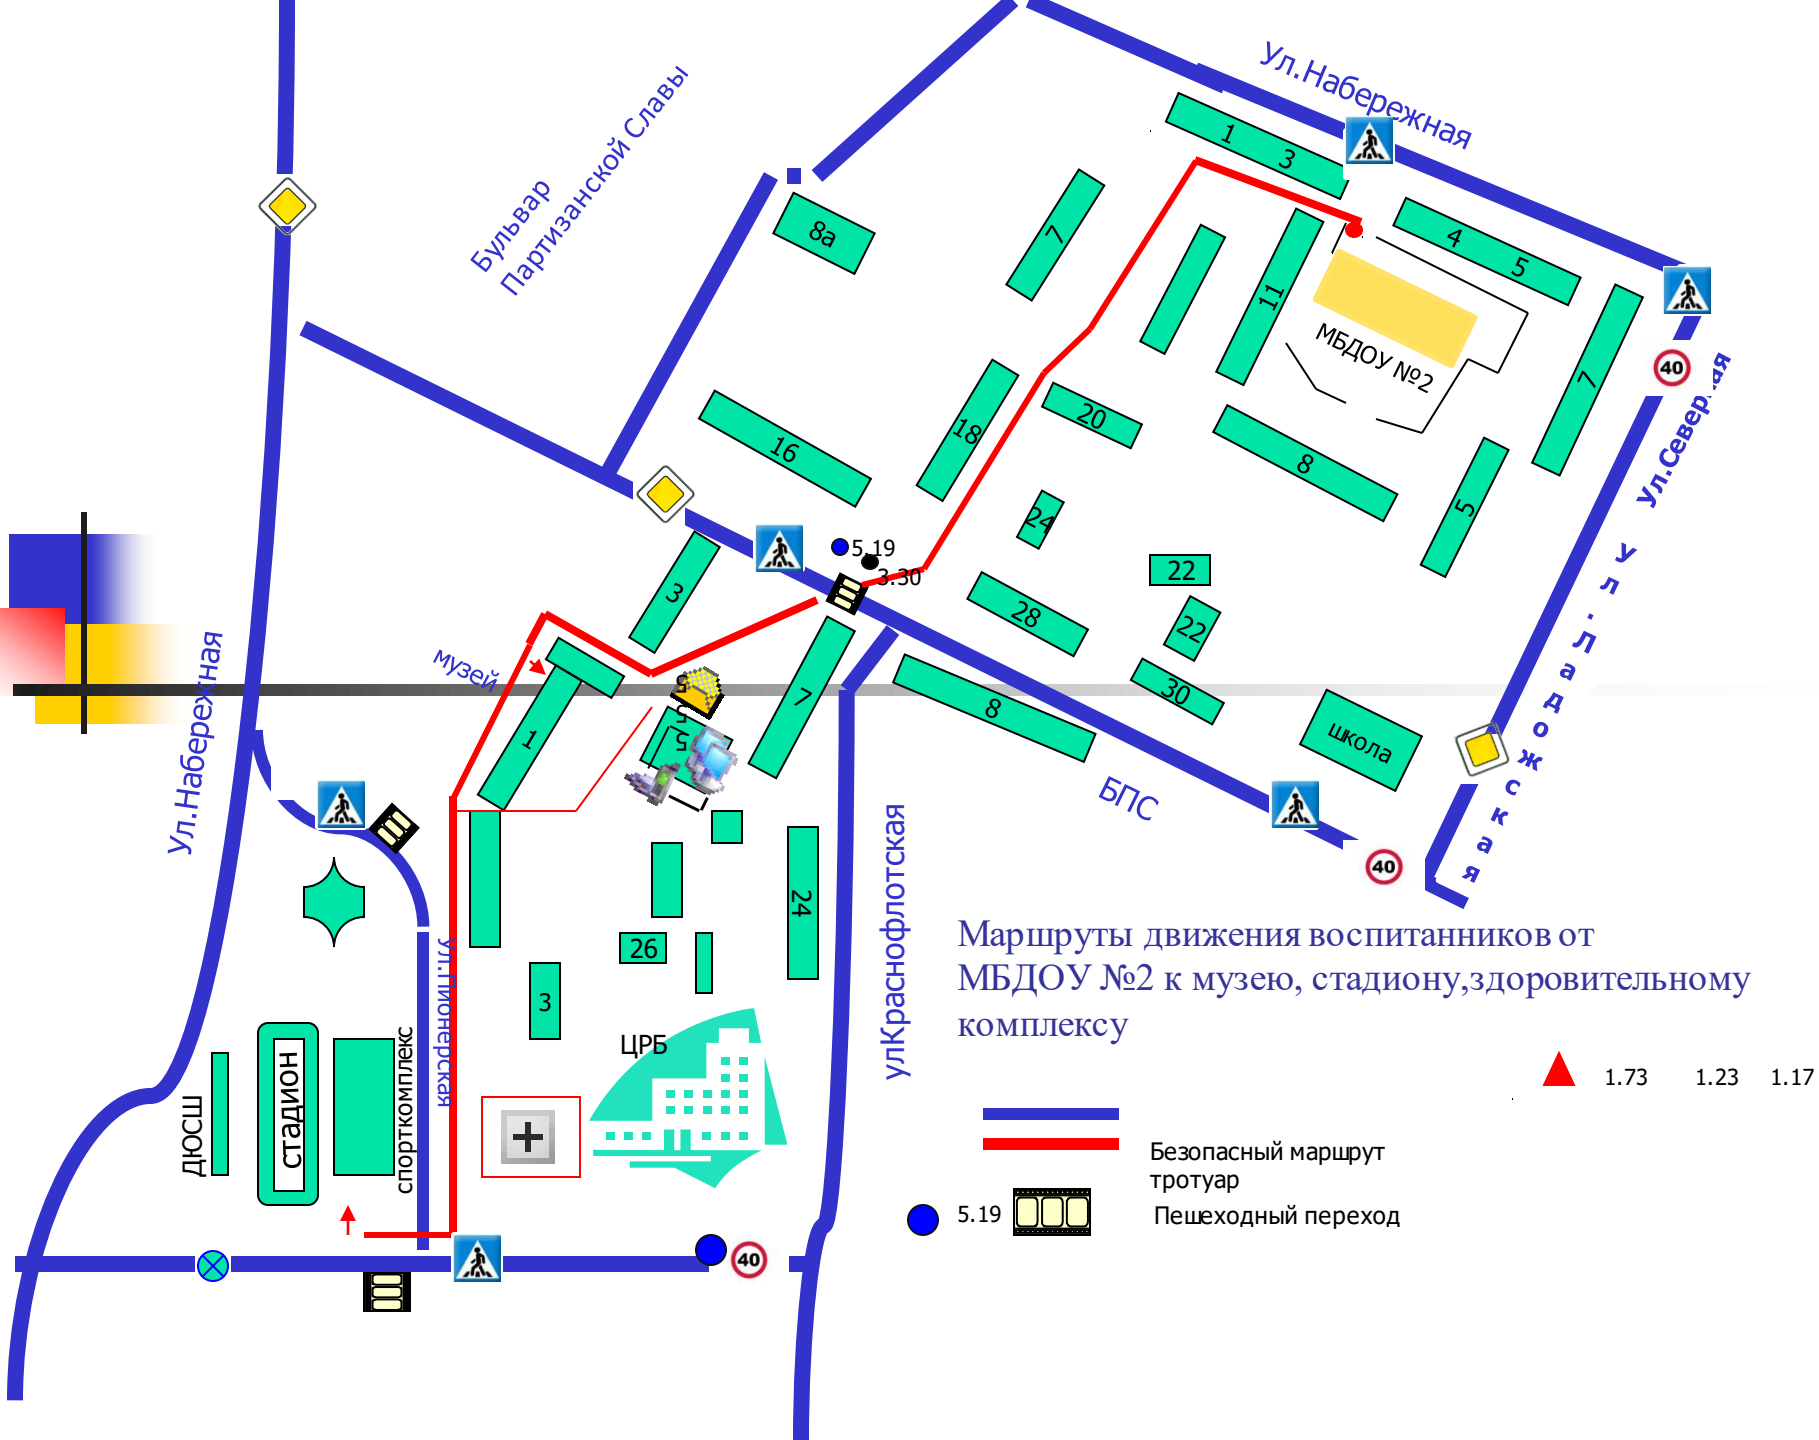 Ул.Набережная
Бульвар
Партизанской Славы
1 3
8а
7
4 5
11
МБДОУ №2
7
40
Ул.Северная
20
18
16
8
5
24
5.19
3.30
22
3
28
22
музей
30
7
8
1
школа
Ул.Ладожская
Ул.Набережная
БПС
40
24
26
3
ул.Пионерская
улКраснофлотская
Маршруты движения воспитанников от
МБДОУ №2 к музею, стадиону,здоровительному
комплексу
ЦРБ
стадион
спорткомплекс
ДЮСШ
1.73 1.23 1.17
Безопасный маршрут
тротуар
5.19
Пешеходный переход
40